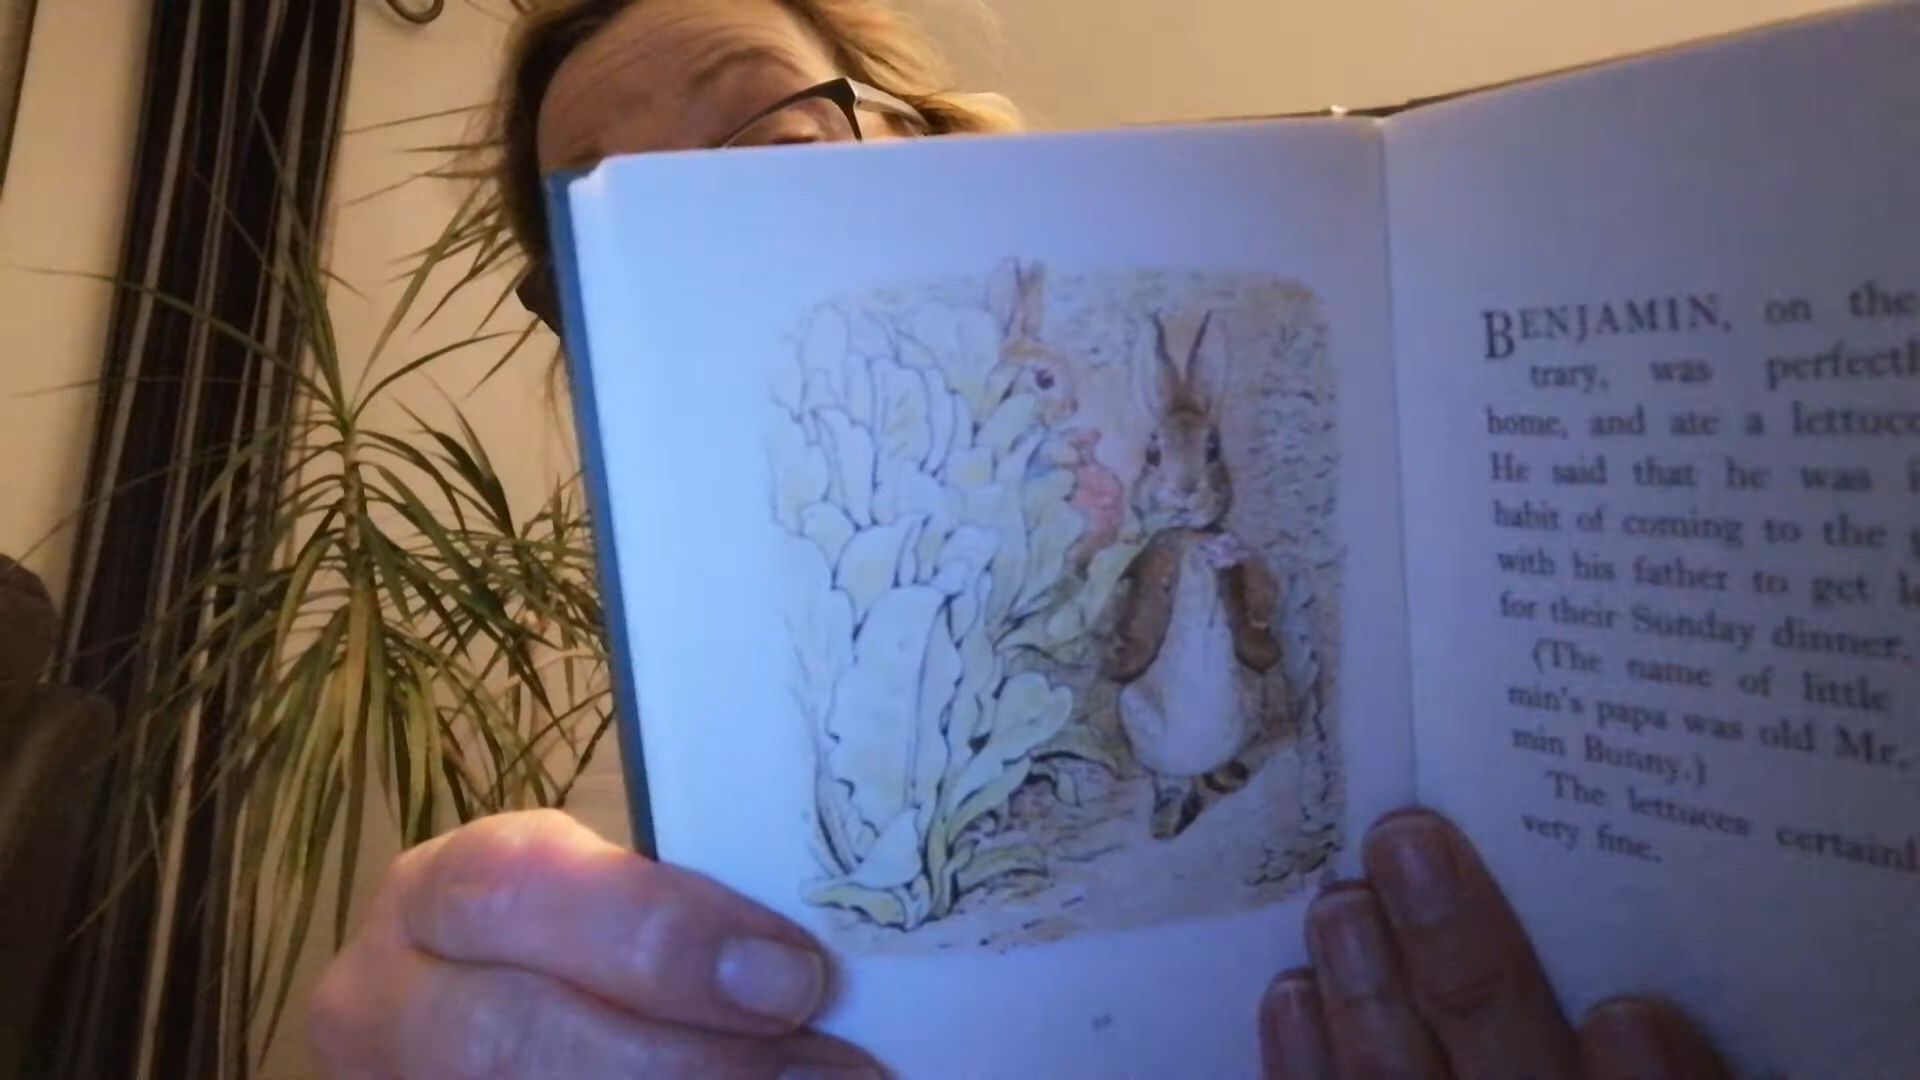 BENJAMIN, on the
trary, was perfectl
home, and ate a lettuc
He said that he was i
habit of coming to the
with his father to get l
for their Sunday dinner.
(The name of little
min's papa was old Mr.
min Bunny.)
The lettuces certainl
very fine.